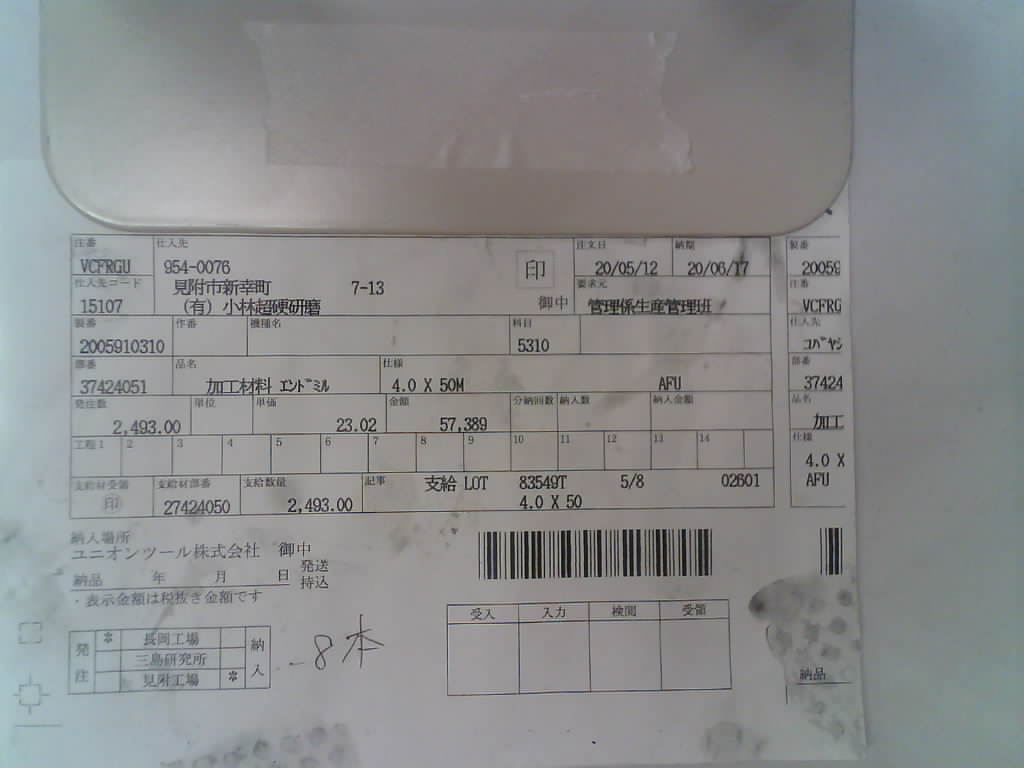 注番 仕入先 注文日 納期 製番
VCFRGU 954-0076 印 20/05/12 20/06/17 20059
仕入先コード 見附市新幸町 7-13 要求元 注番
15107 (有) 小林超硬研磨 御中 管理係生産管理班 VCFRG
製番 作番 機種名 科目 仕入先
2005910310 5310 コバヤシ
部番 品名 仕様 部番
37424051 加工材料 エンドミル 4.0 X 50M AFU 37424
発注数 単位 単価 金額 分納回数 納入数 納入金額 品名
2,493.00 23.02 57,389 加工
工程1 2 3 4 5 6 7 8 9 10 11 12 13 14 仕様
4.0 X
支給材受領 支給材部番 支給数量 記事 支給 LOT 83549T 5/8 02601 AFU
印 27424050 2,493.00 4.0 X 50
納入場所
ユニオンツール株式会社 御中
納品 年 月 日 発送
持込
・表示金額は税抜き金額です
受入 入力 検閲 受領
発注 * 長岡工場 納入
三島研究所
見附工場 *
-8本
納品